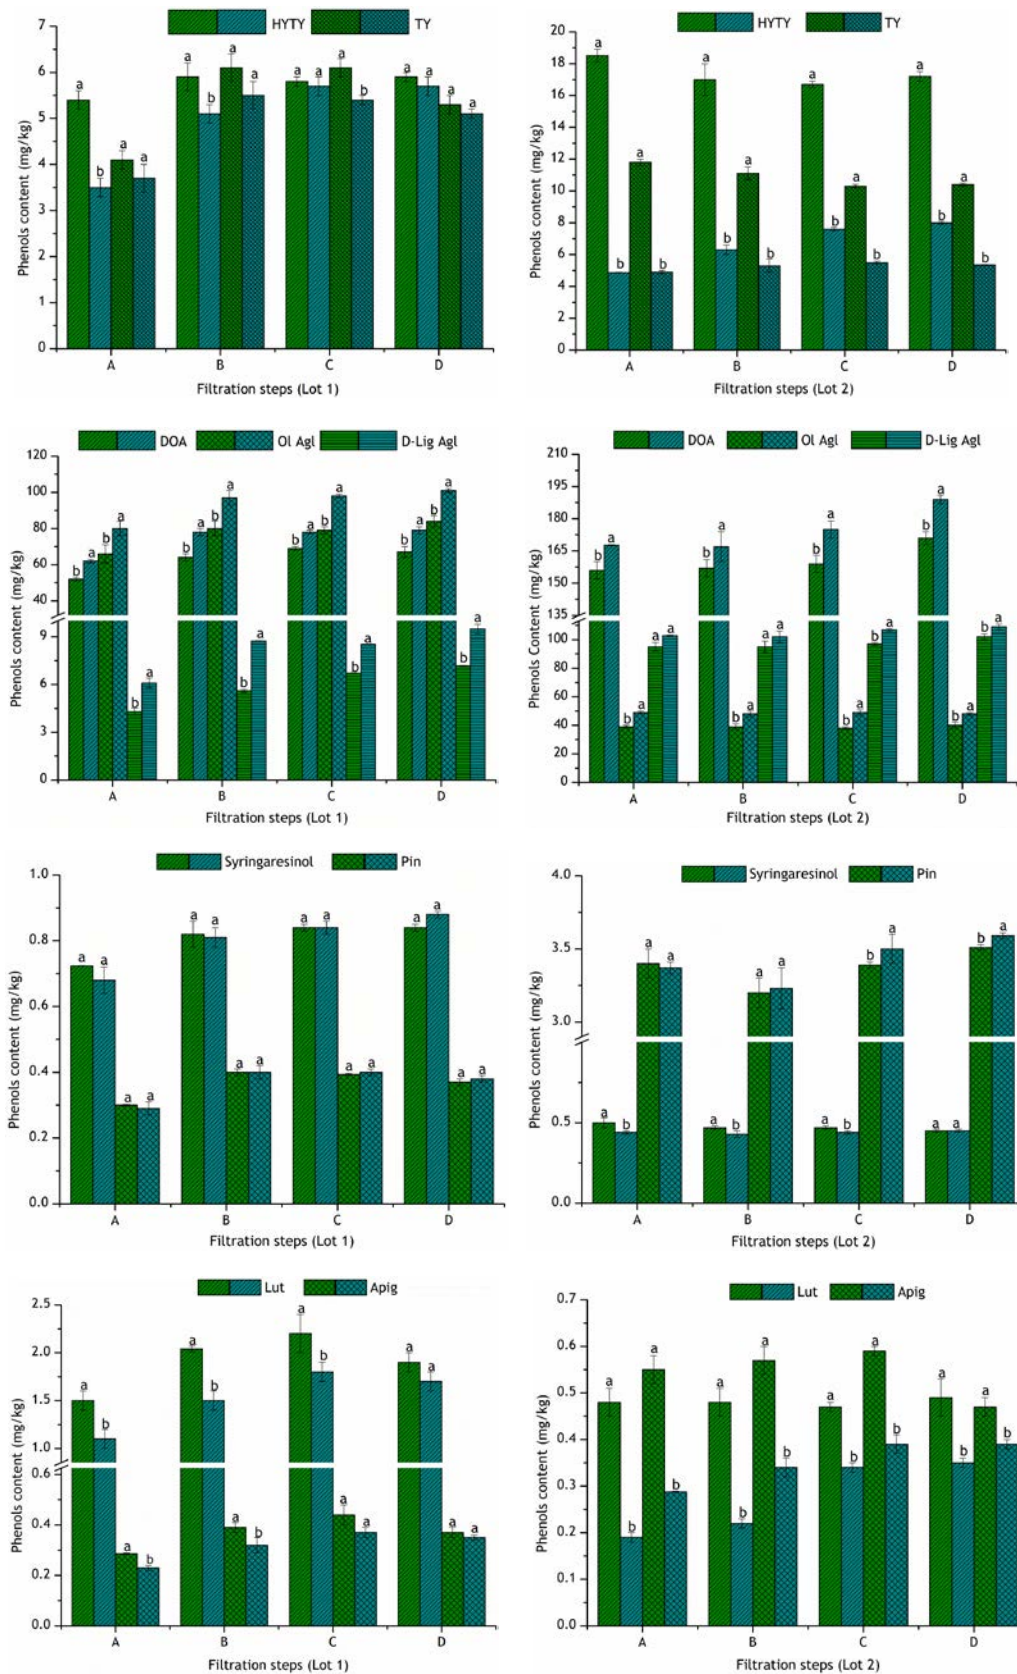 HYTY TY
Phenols content (mg/kg)
7
6
5
4
3
2
1
0
a b a a a b a a a a a b a a a a
A B C D
Filtration steps (Lot 1)
HYTY TY
Phenols content (mg/kg)
20
18
16
14
12
10
8
6
4
2
0
a b a b a b a b a b a b a b a b
A B C D
Filtration steps (Lot 2)
DOA Ol Agl D-Lig Agl
Phenols content (mg/kg)
120
100
80
60
40
9
6
3
0
b a b a b a b a b a b a b a b a b a b a b a b a
A B C D
Filtration steps (Lot 1)
DOA Ol Agl D-Lig Agl
Phenols Content (mg/kg)
210
195
180
165
150
135
100
80
60
40
20
0
b a b a a a b a b a a a b a b a b a b a b a b a
A B C D
Filtration steps (Lot 2)
Syringaresinol Pin
Phenols content (mg/kg)
1.0
0.8
0.6
0.4
0.2
0.0
a a a a a a a a a a a a a a a a
A B C D
Filtration steps (Lot 1)
Syringaresinol Pin
Phenols content (mg/kg)
4.0
3.5
3.0
0.5
0.0
a b a a a b a a a b b a a a b a
A B C D
Filtration steps (Lot 2)
Lut Apig
Phenols content (mg/kg)
2.5
2.0
1.5
1.0
0.6
0.4
0.2
0.0
a b a b a b a b a b a a a a a a
A B C D
Filtration steps (Lot 1)
Lut Apig
Phenols content (mg/kg)
0.7
0.6
0.5
0.4
0.3
0.2
0.1
0.0
a b a b a b a b a b a b a b a b
A B C D
Filtration steps (Lot 2)